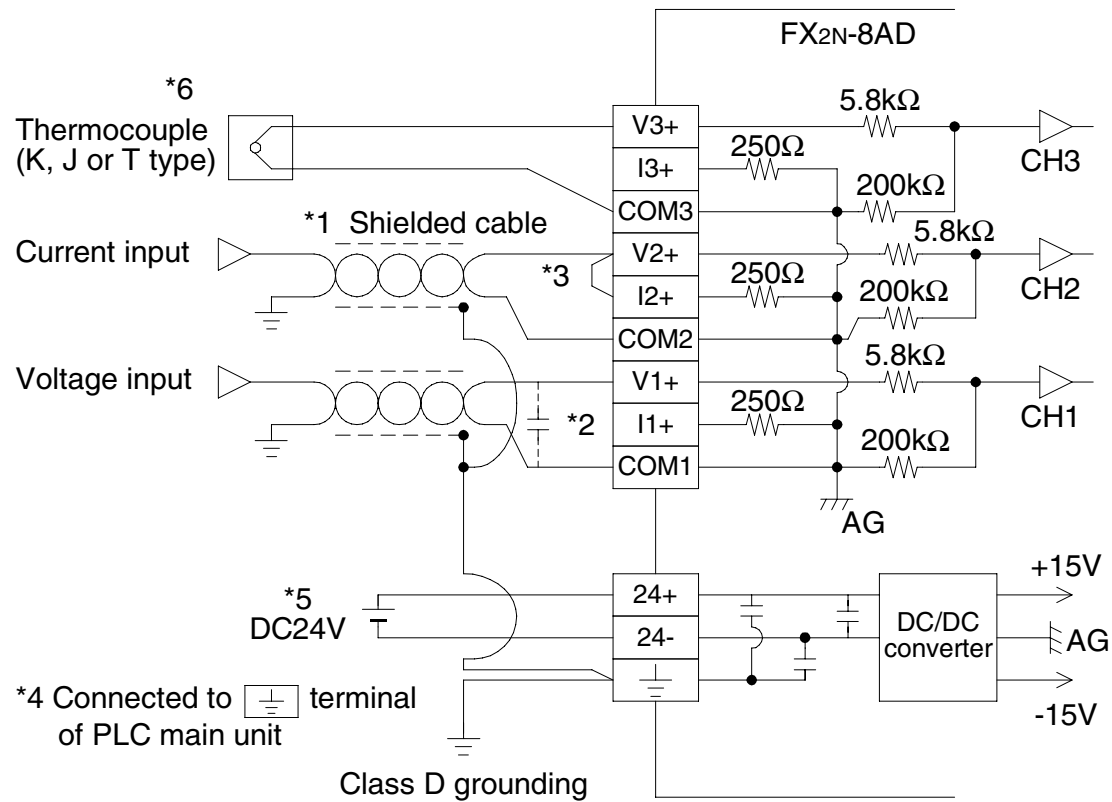 FX2N-8AD
*6
Thermocouple
(K, J or T type)
V3+
5.8kΩ
CH3
I3+
250Ω
COM3
200kΩ
*1 Shielded cable
Current input
V2+
5.8kΩ
CH2
*3
I2+
250Ω
200kΩ
COM2
Voltage input
V1+
5.8kΩ
CH1
*2
I1+
250Ω
200kΩ
COM1
AG
+15V
*5
DC24V
24+
24-
DC/DC
converter
AG
-15V
*4 Connected to terminal
of PLC main unit
Class D grounding